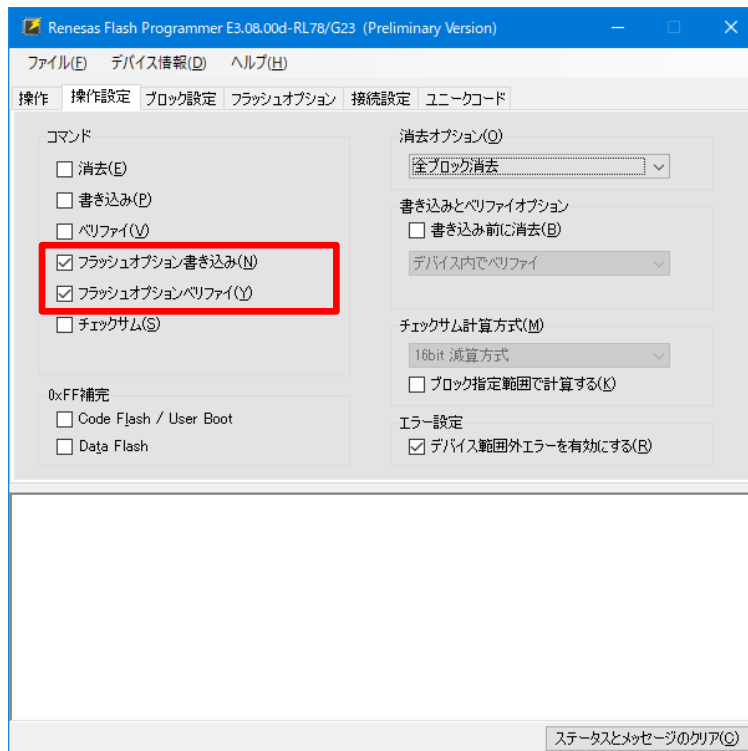 Renesas Flash Programmer E3.08.00d-RL78/G23 (Preliminary Version)
ファイル(F) デバイス情報(D) ヘルプ(H)
操作 操作設定 ブロック設定 フラッシュオプション 接続設定 ユニークコード
コマンド
消去(E)
書き込み(P)
ベリファイ(V)
フラッシュオプション書き込み(N)
フラッシュオプションベリファイ(Y)
チェックサム(S)
0xFF補完
Code Flash / User Boot
Data Flash
消去オプション(O)
全ブロック消去
書き込みとベリファイオプション
書き込み前に消去(B)
デバイス内でベリファイ
チェックサム計算方式(M)
16bit 減算方式
ブロック指定範囲で計算する(K)
エラー設定
デバイス範囲外エラーを有効にする(R)
ステータスとメッセージのクリア(C)